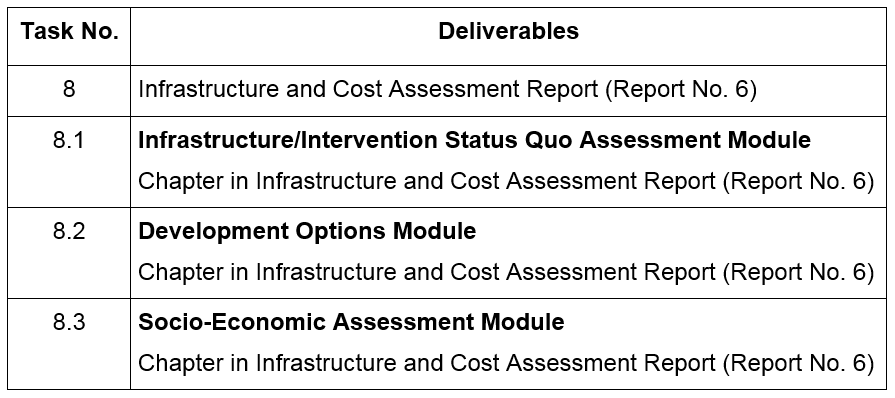 Task No. Deliverables
8 Infrastructure and Cost Assessment Report (Report No. 6)
8.1 Infrastructure/Intervention Status Quo Assessment Module
Chapter in Infrastructure and Cost Assessment Report (Report No. 6)
8.2 Development Options Module
Chapter in Infrastructure and Cost Assessment Report (Report No. 6)
8.3 Socio-Economic Assessment Module
Chapter in Infrastructure and Cost Assessment Report (Report No. 6)